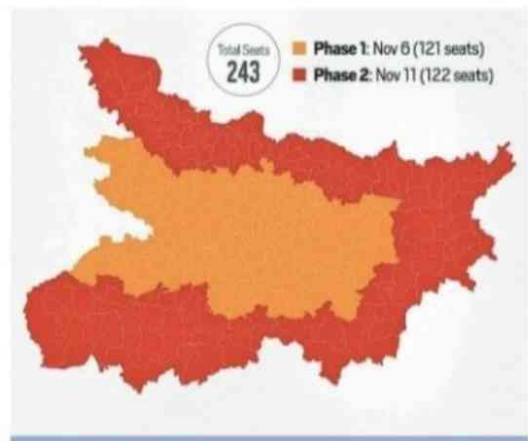 Total Seats
243
Phase 1: Nov 6 (121 seats)
Phase 2: Nov 11 (122 seats)